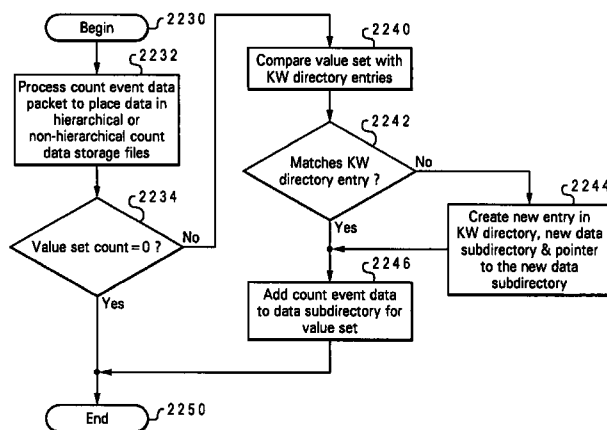 Begin
2230
2232
Process count event data
packet to place data in
hierarchical or
non-hierarchical count
data storage files
2234
Value set count=0 ?
No
Yes
2240
Compare value set with
KW directory entries
2242
Matches KW
directory entry ?
No
Yes
2244
Create new entry in
KW directory, new data
subdirectory & pointer
to the new data
subdirectory
2246
Add count event data
to data subdirectory for
value set
End
2250